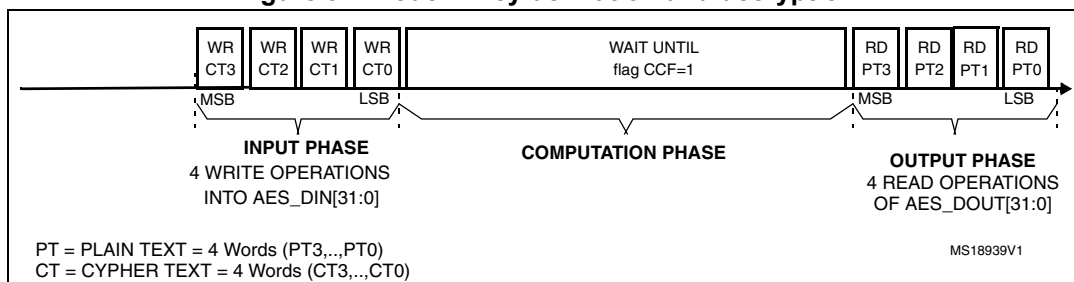 WR WR WR WR WAIT UNTIL RD RD RD RD
CT3 CT2 CT1 CT0 flag CCF=1 PT3 PT2 PT1 PT0
MSB LSB MSB LSB
INPUT PHASE
4 WRITE OPERATIONS
INTO AES_DIN[31:0]
COMPUTATION PHASE
OUTPUT PHASE
4 READ OPERATIONS
OF AES_DOUT[31:0]
PT = PLAIN TEXT = 4 Words (PT3,..,PT0)
CT = CYPHER TEXT = 4 Words (CT3,..,CT0)
MS18939V1